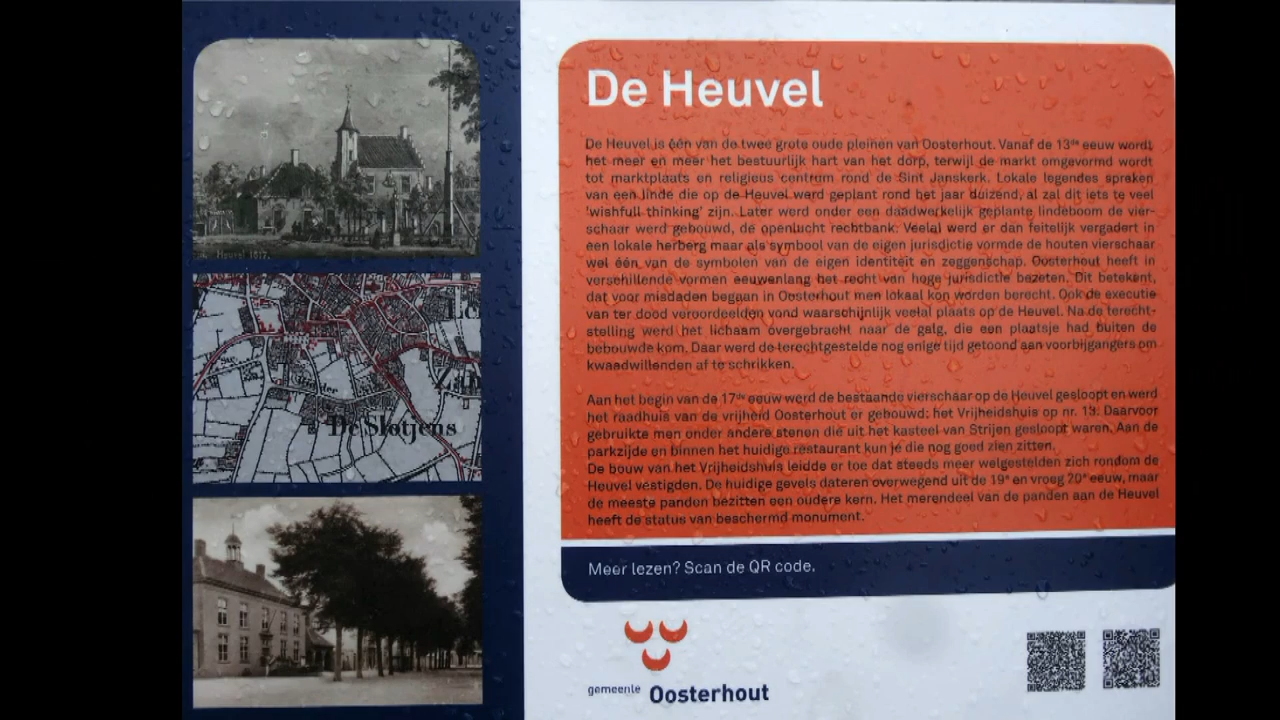 De Heuvel
De Heuvel is één van de twee grote oude pleinen van Oosterhout. Vanaf de 13de eeuw wordt
het meer en meer het bestuurlijk hart van het dorp, terwijl de markt omgevormd wordt
tot marktplaats en religieus centrum rond de Sint Janskerk. Lokale legendes spraken
van een linde die op de Heuvel werd geplant rond het jaar duizend, al zal dit iets te veel
'wishfull thinking' zijn. Later werd onder een daadwerkelijk geplante lindeboom de vier-
schaar werd gebouwd, de openlucht rechtbank. Veelal werd er dan feitelijk vergadert in
een lokale herberg maar als symbool van de eigen jurisdictie vormde de houten vierschaar
wel één van de symbolen van de eigen identiteit en zeggenschap. Oosterhout heeft in
verschillende vormen eeuwenlang het recht van hoge jurisdictie bezeten. Dit betekent,
dat voor misdaden begaan in Oosterhout men lokaal kon worden berecht. Ook de executie
van ter dood veroordeelden vond waarschijnlijk veelal plaats op de Heuvel. Na de terecht-
stelling werd het lichaam overgebracht naar de galg, die een plaatsje had buiten de
bebouwde kom. Daar werd de terechtgestelde nog enige tijd getoond aan voorbijgangers om
kwaadwillenden af te schrikken.
Aan het begin van de 17de eeuw werd de bestaande vierschaar op de Heuvel gesloopt en werd
het raadhuis van de vrijheid Oosterhout er gebouwd: het Vrijheidshuis op nr. 13. Daarvoor
gebruikte men onder andere stenen die uit het kasteel van Strijen gesloopt waren. Aan de
parkzijde en binnen het huidige restaurant kun je die nog goed zien zitten.
De bouw van het Vrijheidshuis leidde er toe dat steeds meer welgestelden zich rondom de
Heuvel vestigden. De huidige gevels dateren overwegend uit de 19e en vroeg 20e eeuw, maar
de meeste panden bezitten een oudere kern. Het merendeel van de panden aan de Heuvel
heeft de status van beschermd monument.
Meer lezen? Scan de QR code.
gemeente Oosterhout
Heuvel 1817.
De Slotjens